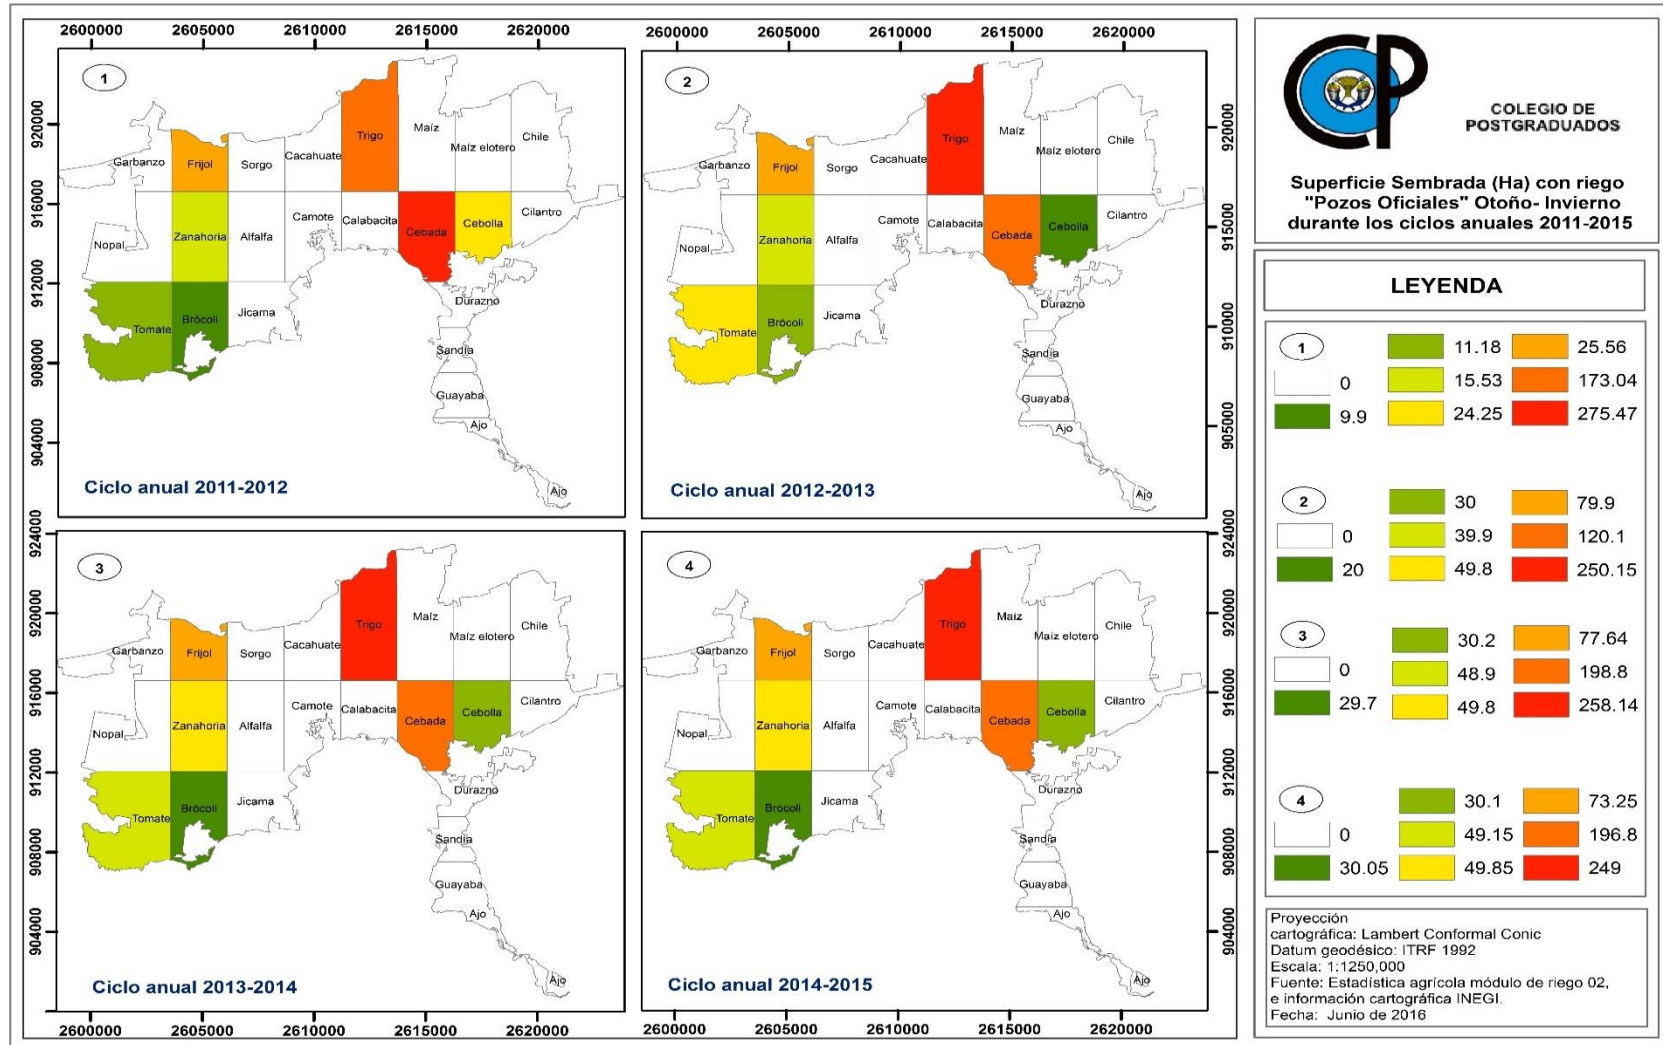 2600000 2605000 2610000 2615000 2620000
920000
916000
912000
908000
904000
1
Garbanzo
Frijol
Sorgo
Cacahuate
Trigo
Maíz
Maíz elotero
Chile
Nopal
Zanahoria
Alfalfa
Camote
Calabacita
Cebada
Cebolla
Cilantro
Tomate
Brócoli
Jicama
Durazno
Sandía
Guayaba
Ajo
Ajo
Ciclo anual 2011-2012
2600000 2605000 2610000 2615000 2620000
2
Garbanzo
Frijol
Sorgo
Cacahuate
Trigo
Maíz
Maíz elotero
Chile
Nopal
Zanahoria
Alfalfa
Camote
Calabacita
Cebada
Cebolla
Cilantro
Tomate
Brócoli
Jicama
Durazno
Sandía
Guayaba
Ajo
Ajo
Ciclo anual 2012-2013
920000
915000
910000
905000
924000
920000
916000
912000
908000
904000
3
Garbanzo
Frijol
Sorgo
Cacahuate
Trigo
Maíz
Maíz elotero
Chile
Nopal
Zanahoria
Alfalfa
Camote
Calabacita
Cebada
Cebolla
Cilantro
Tomate
Brócoli
Jicama
Durazno
Sandía
Guayaba
Ajo
Ajo
Ciclo anual 2013-2014
2600000 2605000 2610000 2615000 2620000
4
Garbanzo
Frijol
Sorgo
Cacahuate
Trigo
Maíz
Maíz elotero
Chile
Nopal
Zanahoria
Alfalfa
Camote
Calabacita
Cebada
Cebolla
Cilantro
Tomate
Brócoli
Jicama
Durazno
Sandía
Guayaba
Ajo
Ajo
Ciclo anual 2014-2015
924000
920000
916000
912000
908000
904000
2600000 2605000 2610000 2615000 2620000
CP
COLEGIO DE
POSTGRADUADOS
Superficie Sembrada (Ha) con riego
"Pozos Oficiales" Otoño- Invierno
durante los ciclos anuales 2011-2015
LEYENDA
1 11.18 25.56
0 15.53 173.04
9.9 24.25 275.47
2 30 79.9
0 39.9 120.1
20 49.8 250.15
3 30.2 77.64
0 48.9 198.8
29.7 49.8 258.14
4 30.1 73.25
0 49.15 196.8
30.05 49.85 249
Proyección
cartográfica: Lambert Conformal Conic
Datum geodésico: ITRF 1992
Escala: 1:1250,000
Fuente: Estadística agrícola módulo de riego 02,
e información cartográfica INEGI.
Fecha: Junio de 2016